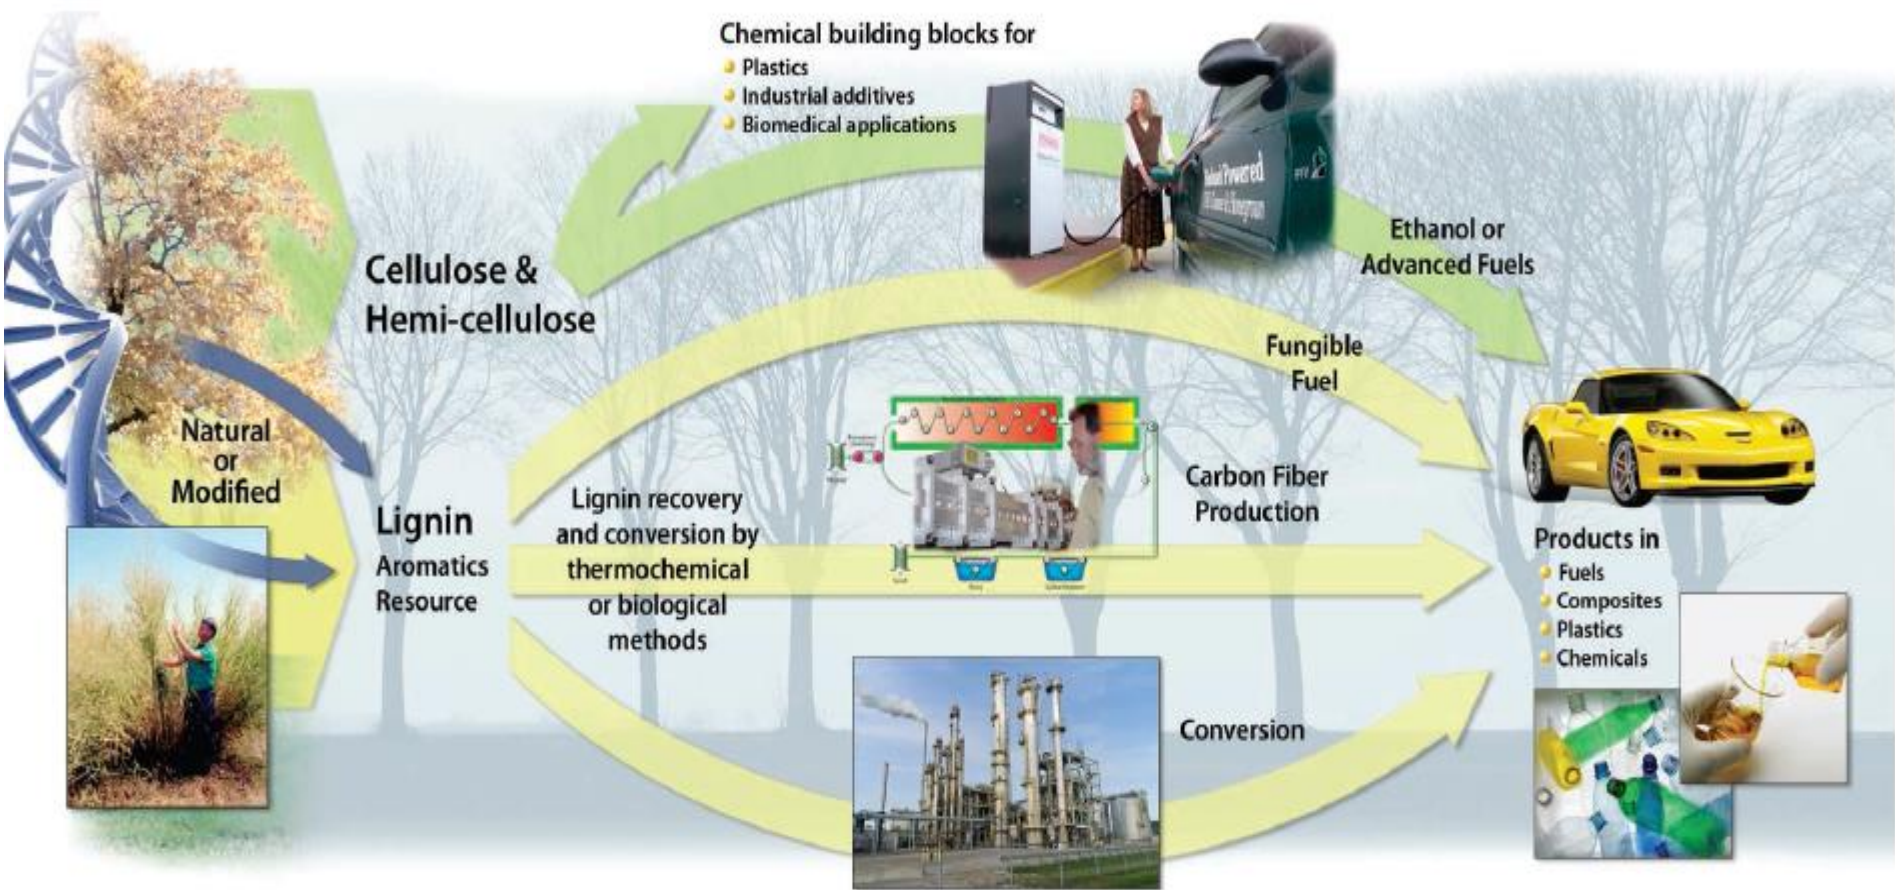 Chemical building blocks for
Plastics
Industrial additives
Biomedical applications
Powered
Ethanol or
Advanced Fuels
Cellulose &
Hemi-cellulose
Fungible
Fuel
Natural
or
Modified
Lignin
Aromatics
Resource
Lignin recovery
and conversion by
thermochemical
or biological
methods
Carbon Fiber
Production
Products in
Fuels
Composites
Plastics
Chemicals
Conversion